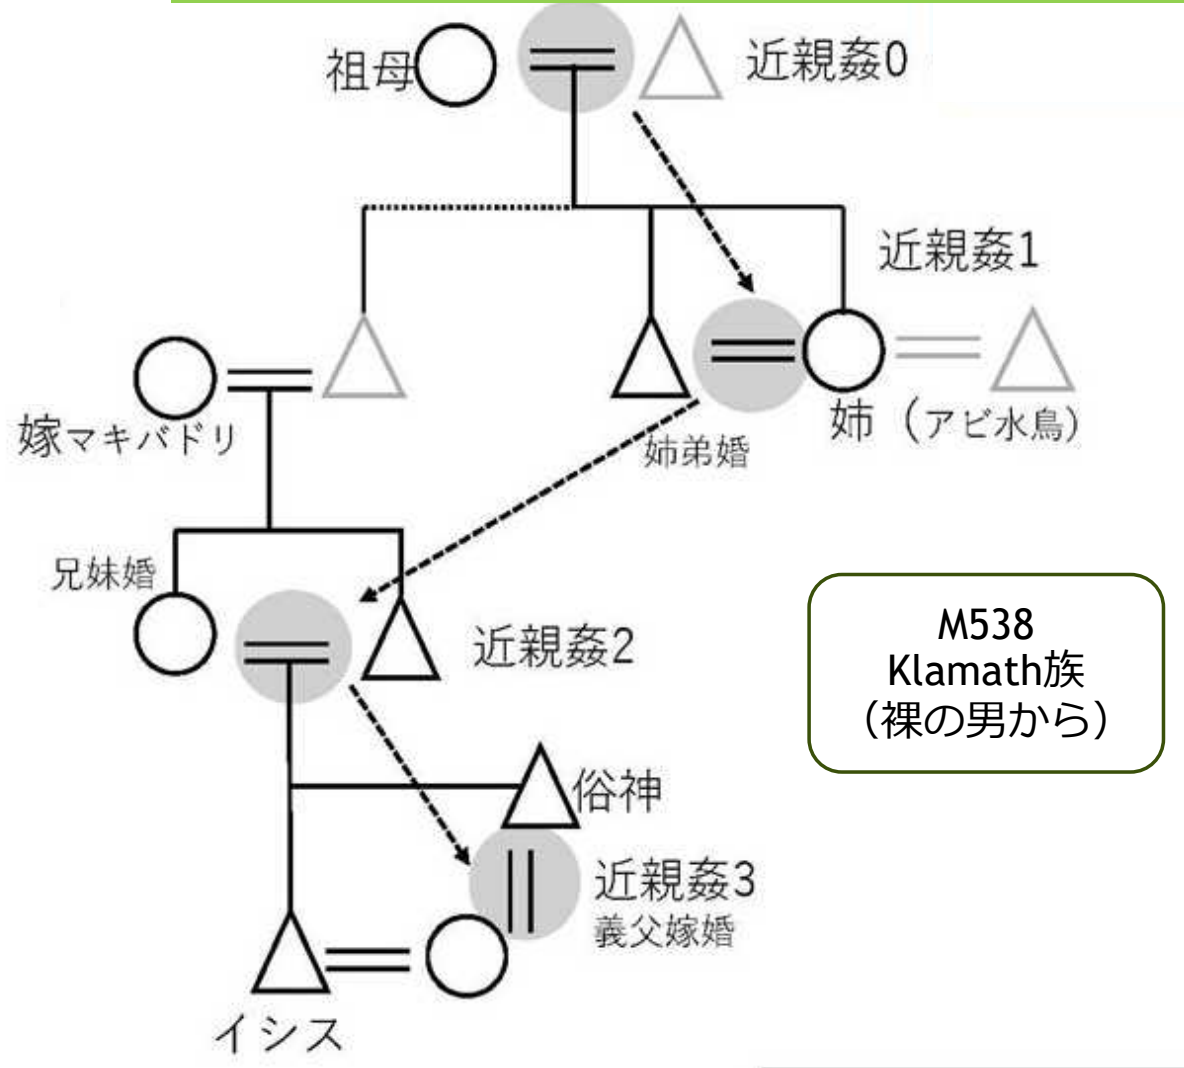 祖母
近親姦0
近親姦1
嫁マキバドリ
姉弟婚
姉（アビ水鳥）
兄妹婚
近親姦2
M538
Klamath族
（裸の男から）
俗神
近親姦3
義父嫁婚
イシス